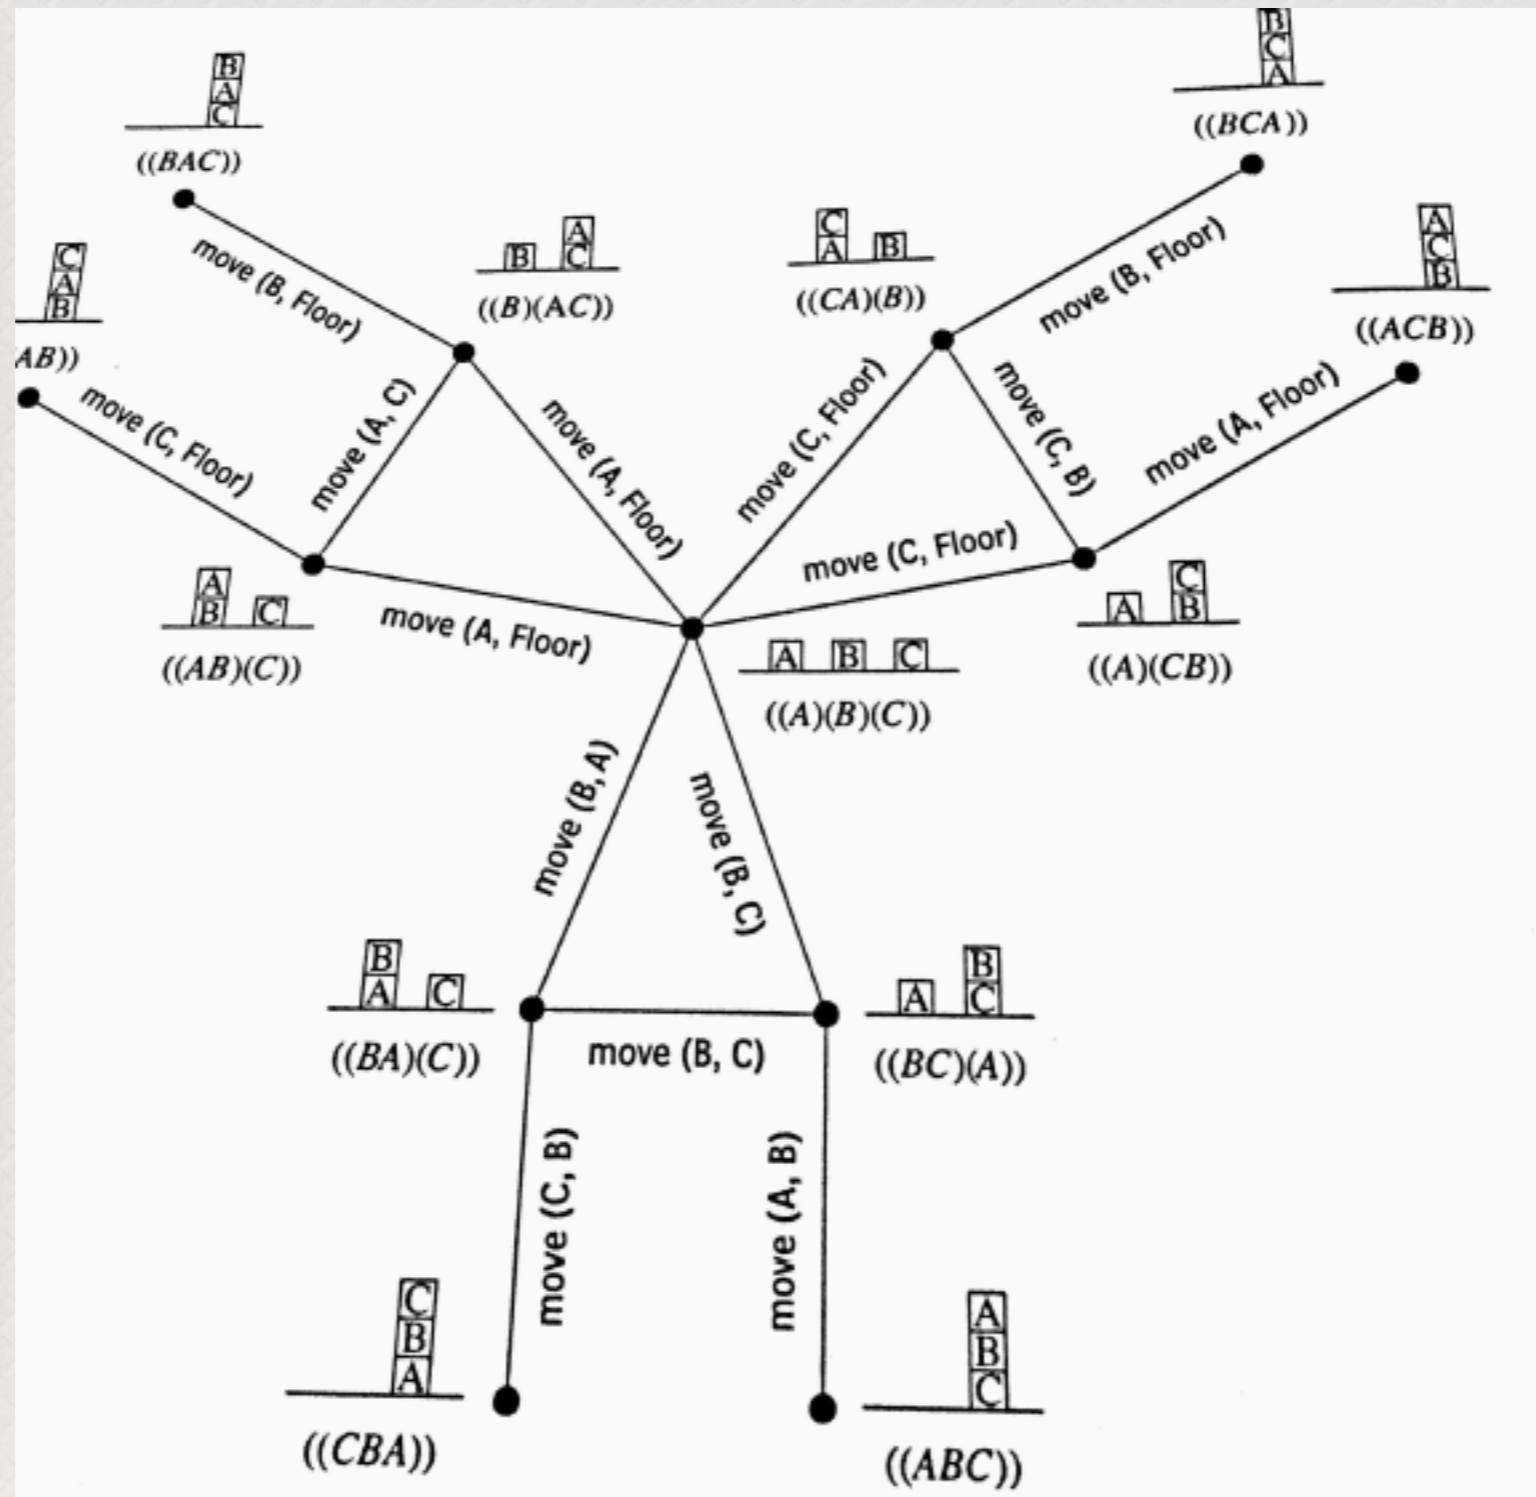 B
A
C
((BAC))
B
C
A
((BCA))
C
A
B
AB))
B
A
C
((B)(AC))
C
A
B
((CA)(B))
A
C
B
((ACB))
move (B, Floor)
move (B, Floor)
move (C, Floor)
move (A, C)
move (A, Floor)
move (C, Floor)
move (C, B)
move (A, Floor)
A
B
C
((AB)(C))
move (A, Floor)
move (C, Floor)
A
B
C
((A)(B)(C))
A
C
B
((A)(CB))
move (B, A)
move (B, C)
B
A
C
((BA)(C))
move (B, C)
A
B
C
((BC)(A))
move (C, B)
move (A, B)
C
B
A
((CBA))
A
B
C
((ABC))